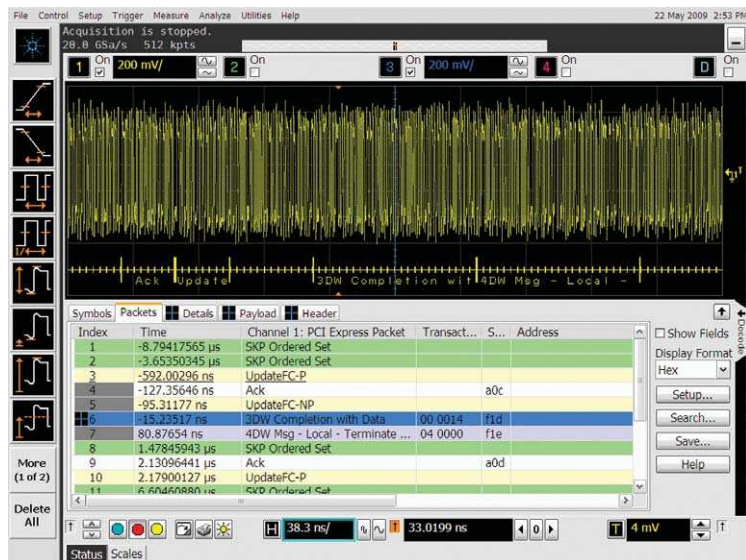 File Control Setup Trigger Measure Analyze Utilities Help 22 May 2009 2:53 PM
Acquisition is stopped.
20.0 GSa/s 512 kpts
1 On 200 mV/ 2 On 3 On 200 mV/ 4 On D On
Ack Update 3DW Completion wit 4DW Msg - Local -
Symbols Packets Details Payload Header
Decode
Index Time Channel 1: PCI Express Packet Transact... S... Address
1 -8.79417565 µs SKP Ordered Set
2 -3.65350345 µs SKP Ordered Set
3 -592.00296 ns UpdateFC-P
4 -127.35646 ns Ack a0c
5 -95.31177 ns UpdateFC-NP
6 -15.23517 ns 3DW Completion with Data 00 0014 f1d
7 80.87654 ns 4DW Msg - Local - Terminate ... 04 0000 f1e
8 1.47845943 µs SKP Ordered Set
9 2.13096441 µs Ack a0d
10 2.17900127 µs UpdateFC-P
11 6.60460880 µs SKP Ordered Set
Show Fields
Display Format
Hex
Setup...
Search...
Save...
Help
More
(1 of 2)
Delete
All
H 38.3 ns/ 33.0199 ns 0 T 4 mV
Status Scales